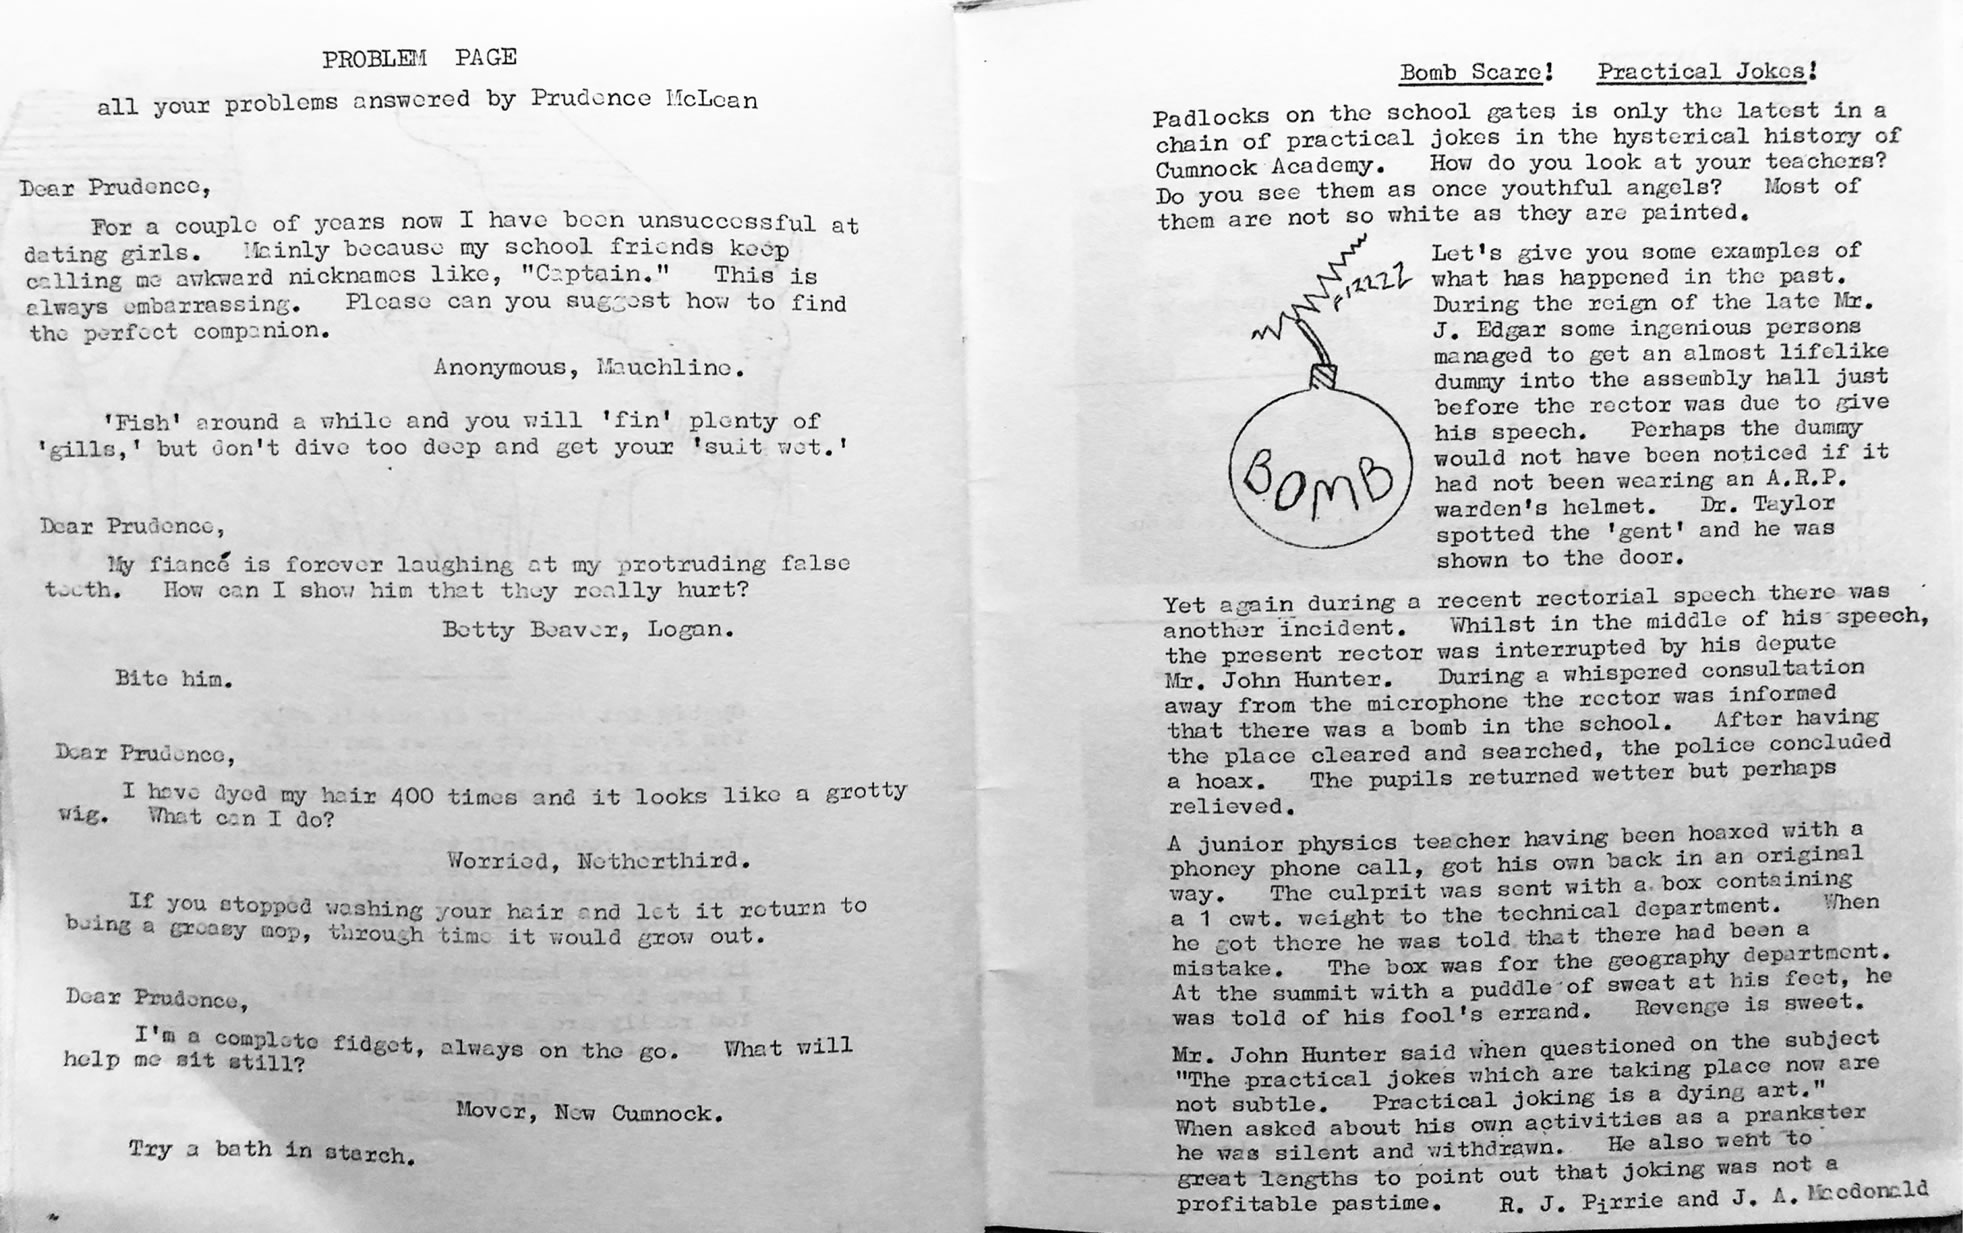 PROBLEM PAGE
all your problems answered by Prudence McLean
Dear Prudence,
For a couple of years now I have been unsuccessful at
dating girls. Mainly because my school friends keep
calling me awkward nicknames like, "Captain." This is
always embarrassing. Please can you suggest how to find
the perfect companion.
Anonymous, Mauchline.
'Fish' around a while and you will 'fin' plenty of
'gills,' but don't dive too deep and get your 'suit wet.'
Dear Prudence,
My fiancé is forever laughing at my protruding false
teeth. How can I show him that they really hurt?
Betty Beaver, Logan.
Bite him.
Dear Prudence,
I have dyed my hair 400 times and it looks like a grotty
wig. What can I do?
Worried, Netherthird.
If you stopped washing your hair and let it return to
being a greasy mop, through time it would grow out.
Dear Prudence,
I'm a complete fidget, always on the go. What will
help me sit still?
Mover, New Cumnock.
Try a bath in starch.
Bomb Scare! Practical Jokes!
Padlocks on the school gates is only the latest in a
chain of practical jokes in the hysterical history of
Cumnock Academy. How do you look at your teachers?
Do you see them as once youthful angels? Most of
them are not so white as they are painted.
FIZZZZ
BOMB
Let's give you some examples of
what has happened in the past.
During the reign of the late Mr.
J. Edgar some ingenious persons
managed to get an almost lifelike
dummy into the assembly hall just
before the rector was due to give
his speech. Perhaps the dummy
would not have been noticed if it
had not been wearing an A.R.P.
warden's helmet. Dr. Taylor
spotted the 'gent' and he was
shown to the door.
Yet again during a recent rectorial speech there was
another incident. Whilst in the middle of his speech,
the present rector was interrupted by his depute
Mr. John Hunter. During a whispered consultation
away from the microphone the rector was informed
that there was a bomb in the school. After having
the place cleared and searched, the police concluded
a hoax. The pupils returned wetter but perhaps
relieved.
A junior physics teacher having been hoaxed with a
phoney phone call, got his own back in an original
way. The culprit was sent with a box containing
a 1 cwt. weight to the technical department. When
he got there he was told that there had been a
mistake. The box was for the geography department.
At the summit with a puddle of sweat at his feet, he
was told of his fool's errand. Revenge is sweet.
Mr. John Hunter said when questioned on the subject
"The practical jokes which are taking place now are
not subtle. Practical joking is a dying art."
When asked about his own activities as a prankster
he was silent and withdrawn. He also went to
great lengths to point out that joking was not a
profitable pastime. R. J. Pirrie and J. A. Macdonald